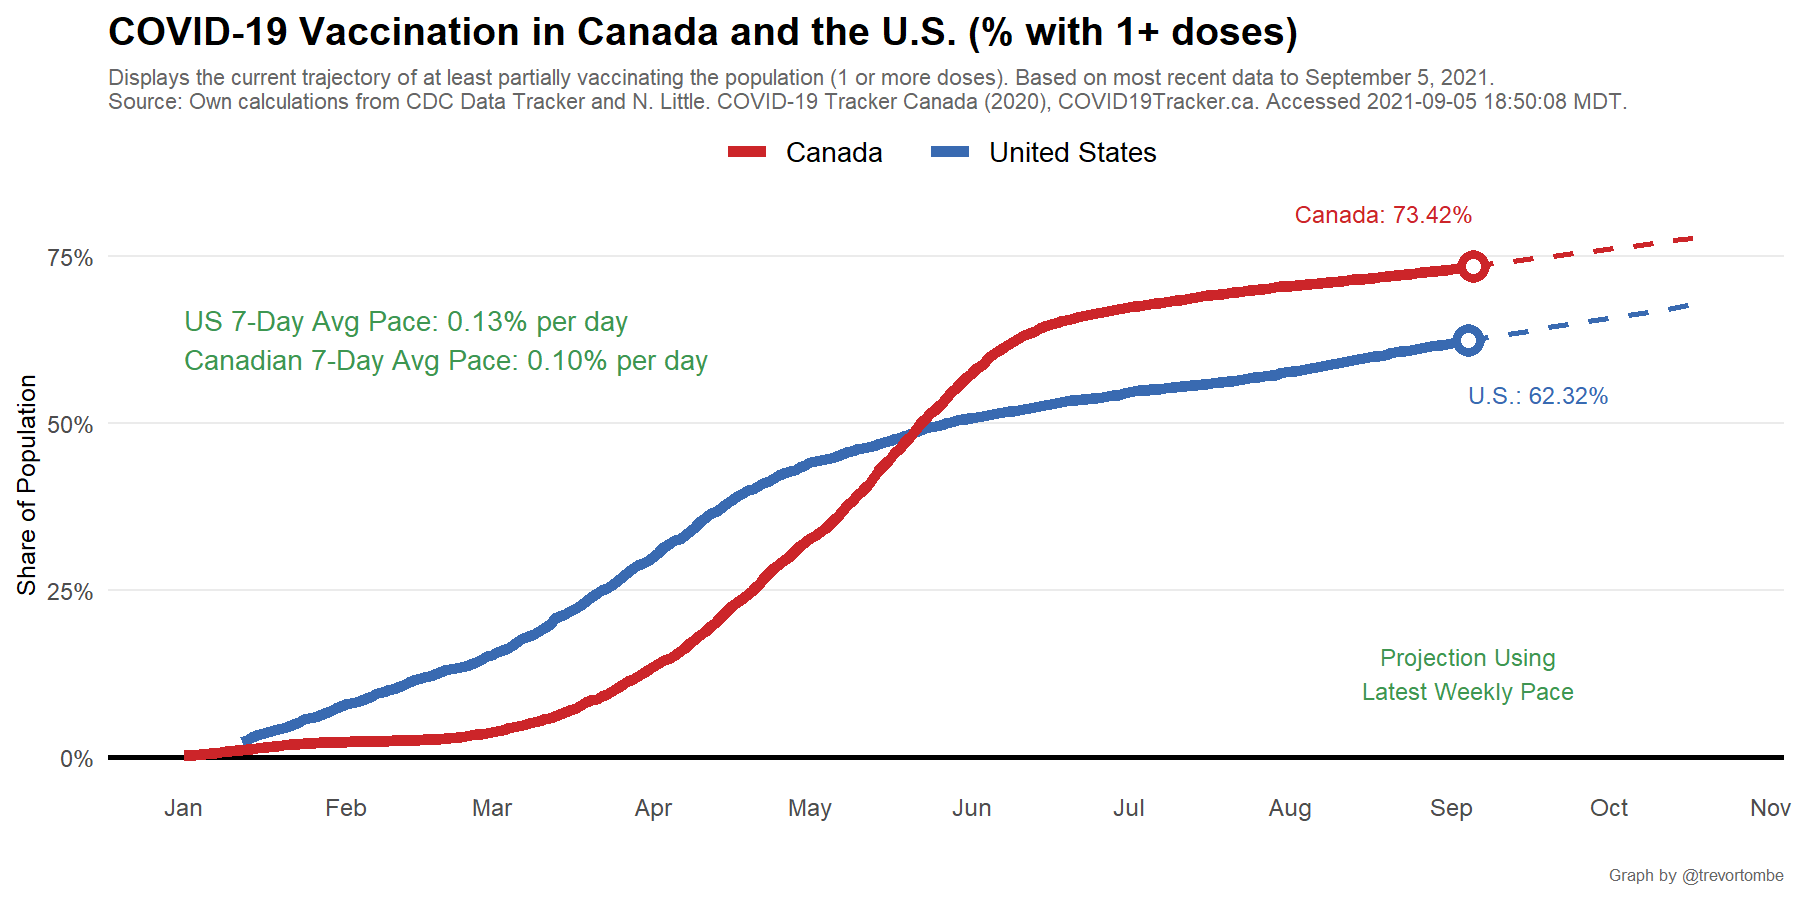 COVID-19 Vaccination in Canada and the U.S. (% with 1+ doses)
Displays the current trajectory of at least partially vaccinating the population (1 or more doses). Based on most recent data to September 5, 2021.
Source: Own calculations from CDC Data Tracker and N. Little. COVID-19 Tracker Canada (2020), COVID19Tracker.ca. Accessed 2021-09-05 18:50:08 MDT.
Canada United States
Canada: 73.42%
75%
US 7-Day Avg Pace: 0.13% per day
Canadian 7-Day Avg Pace: 0.10% per day
U.S.: 62.32%
50%
Share of Population
25%
Projection Using
Latest Weekly Pace
0%
Jan Feb Mar Apr May Jun Jul Aug Sep Oct Nov
Graph by @trevortombe